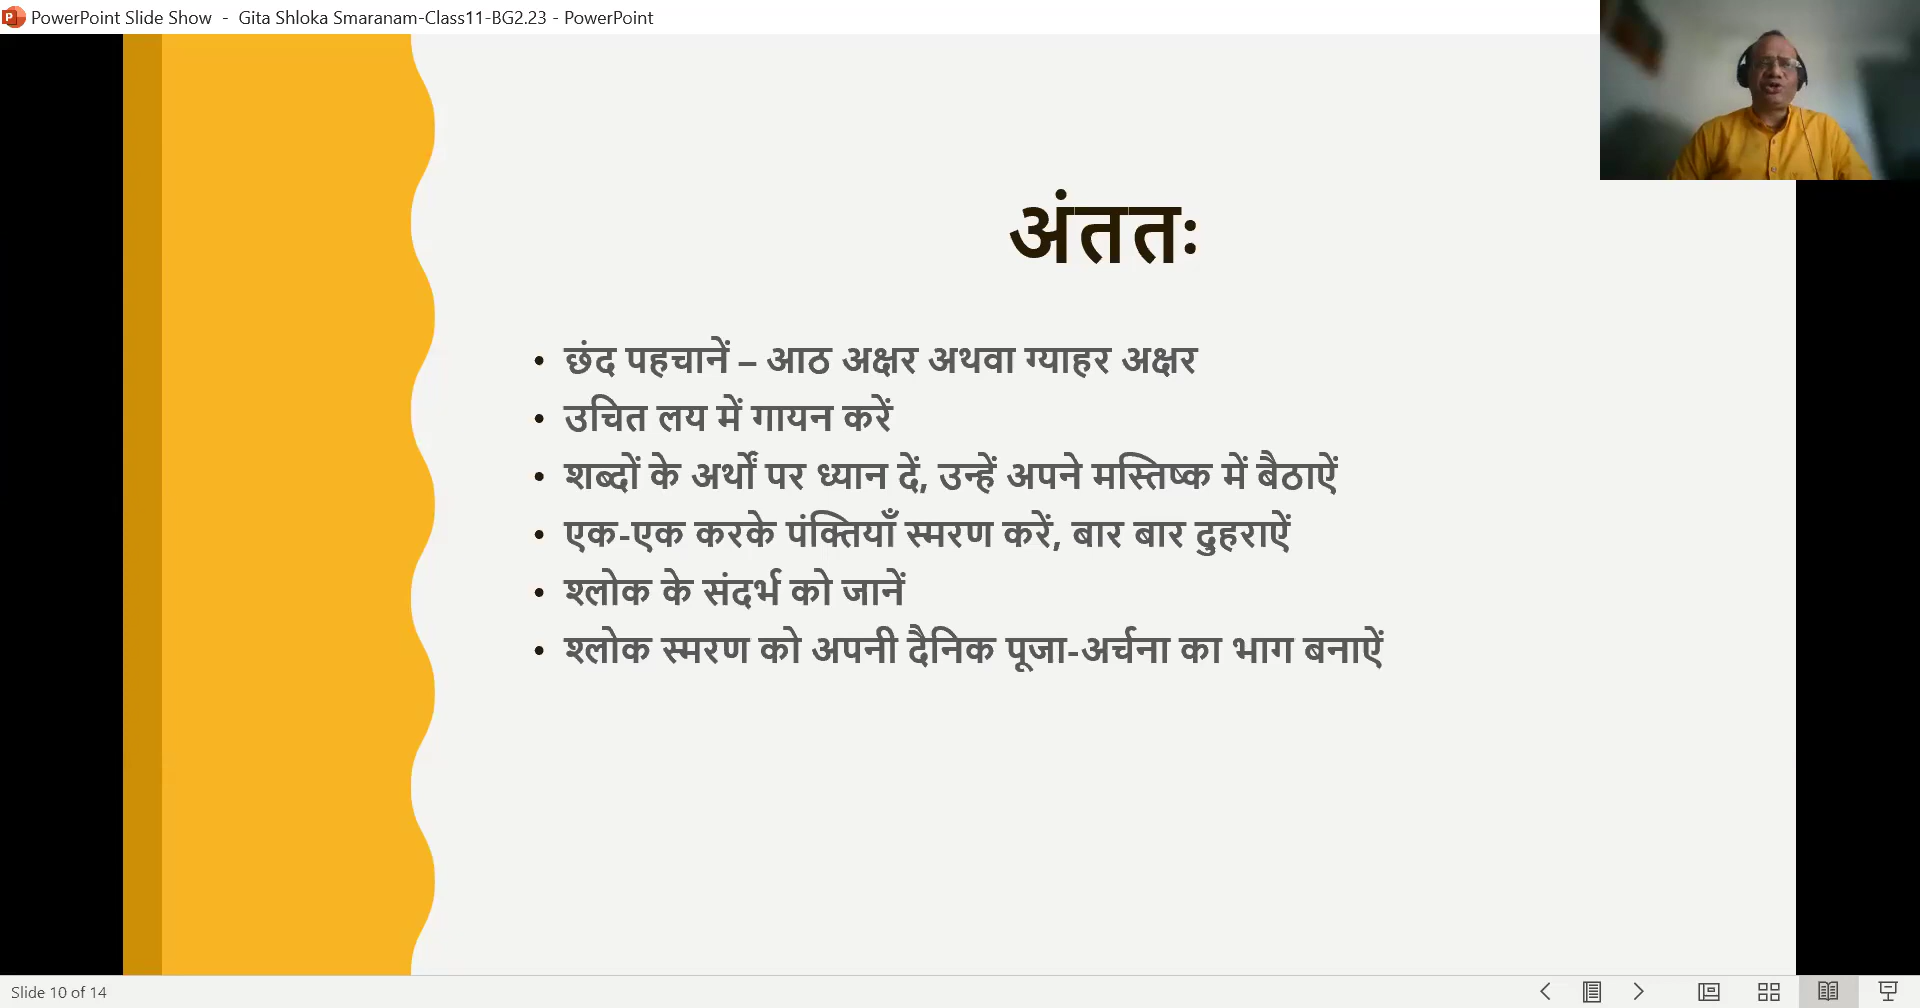 PowerPoint Slide Show - Gita Shloka Smaranam-Class11-BG2.23 - PowerPoint
अंततः
• छंद पहचानें – आठ अक्षर अथवा ग्याहर अक्षर
• उचित लय में गायन करें
• शब्दों के अर्थों पर ध्यान दें, उन्हें अपने मस्तिष्क में बैठाऐं
• एक-एक करके पंक्तियाँ स्मरण करें, बार बार दुहराऐं
• श्लोक के संदर्भ को जानें
• श्लोक स्मरण को अपनी दैनिक पूजा-अर्चना का भाग बनाऐं
Slide 10 of 14